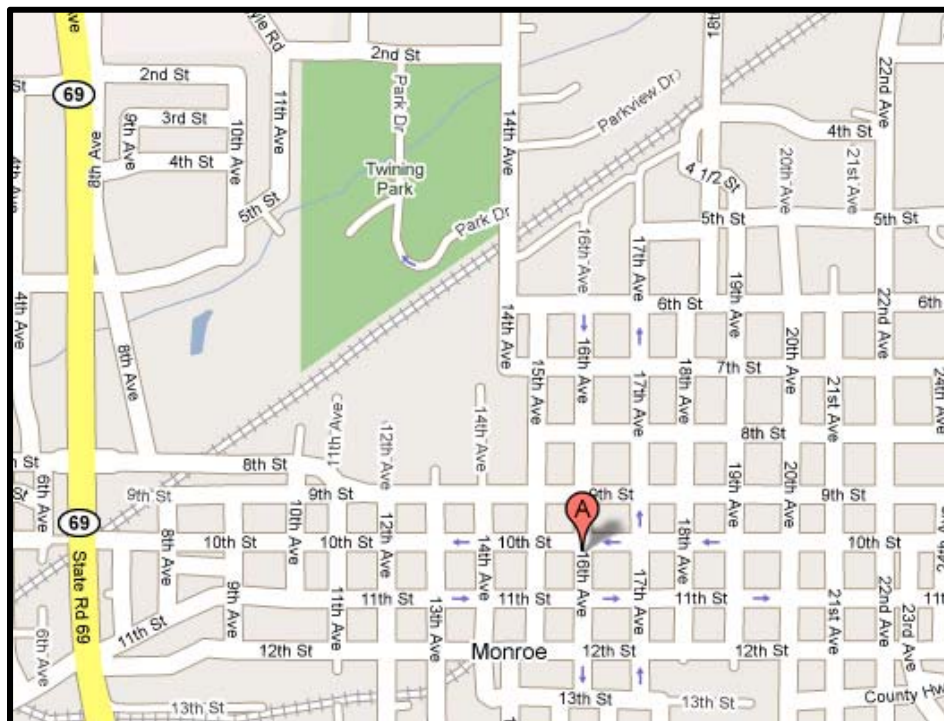 Ave
yle Rd
18t
2nd St
22nd Ave
69
2nd St
Park Dr
14th Ave
Parkview Dr
9th Ave
3rd St
10th Ave
11th Ave
4th St
8th Ave
4th St
Twining
Park
20th Ave
21st Ave
4 1/2 St
5th St
Park Dr
5th St
5th St
16th Ave
17th Ave
19th Ave
22nd Ave
4th Ave
6th St
6th
8th Ave
14th Ave
15th Ave
16th Ave
17th Ave
18th Ave
20th Ave
7th St
21st Ave
24th Ave
11th Ave
12th Ave
14th Ave
8th St
h St
8th St
6th Ave
9th St
9th St
9th St
19th Ave
20th Ave
9th St
A
69
10th Ave
12th Ave
8th Ave
10th St
10th St
14th Ave
10th St
16th Ave
18th Ave
10th St
24th A
State Rd 69
9th Ave
11th Ave
13th Ave
11th St
11th St
17th Ave
11th St
21st Ave
22nd Ave
23rd Ave
11t
6th Ave
11th St
12th St
Monroe
12th St
12th St
13th St
13th St
13th St
County Hw